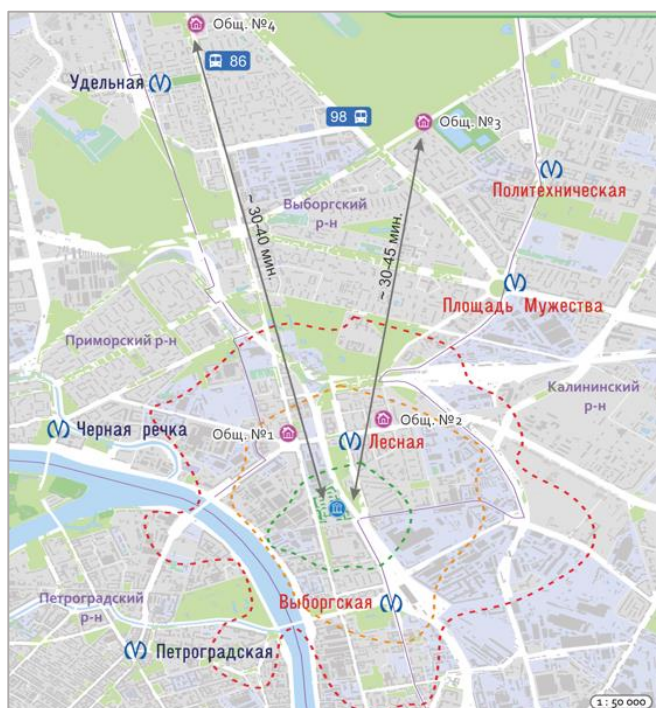 Общ. №4
86
Удельная
98
Общ. №3
Политехническая
Выборгский
р-н
~ 30-40 мин.
~ 30-45 мин.
Площадь Мужества
Приморский р-н
Калининский
р-н
Черная речка
Общ. №1
Общ. №2
Лесная
Петроградский
р-н
Выборгская
Петроградская
1 : 50 000